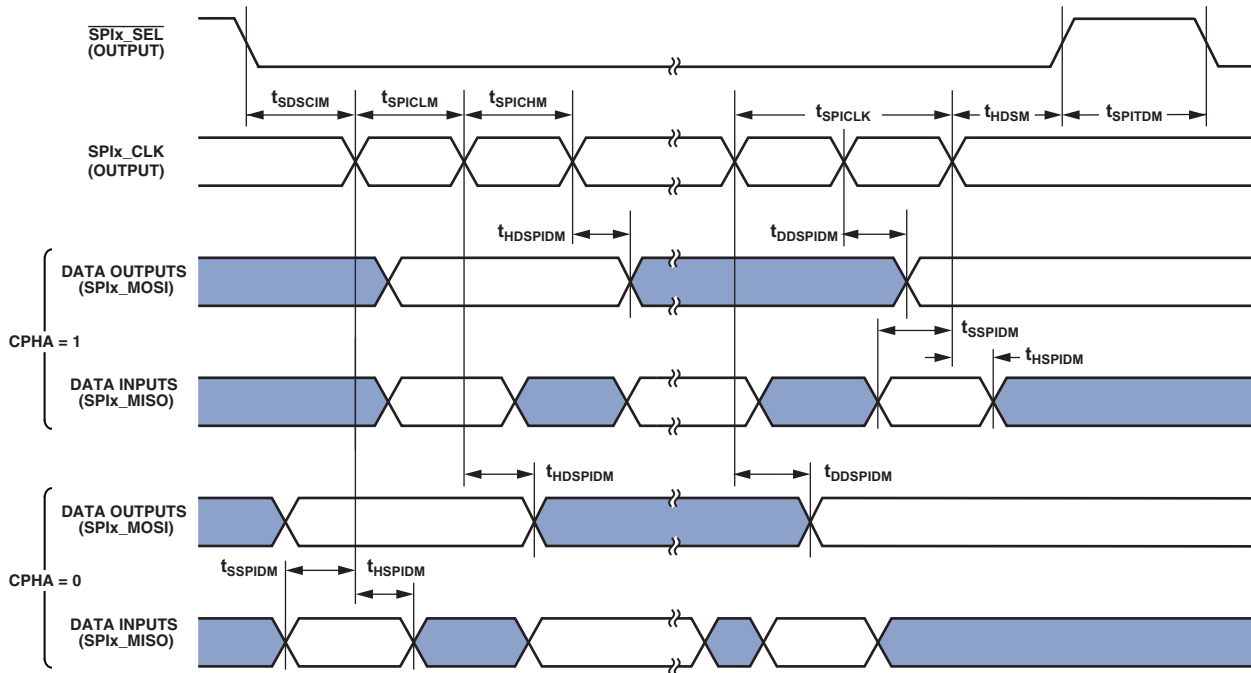 SPIx_SEL
(OUTPUT)
tSDSCIM tSPICLM tSPICHM tSPICLK tHDSM tSPITDM
SPIx_CLK
(OUTPUT)
tHDSPIDM tDDSPIDM
DATA OUTPUTS
(SPIx_MOSI)
CPHA = 1
tSSPIDM
tHSPIDM
DATA INPUTS
(SPIx_MISO)
tHDSPIDM tDDSPIDM
DATA OUTPUTS
(SPIx_MOSI)
CPHA = 0
tSSPIDM tHSPIDM
DATA INPUTS
(SPIx_MISO)